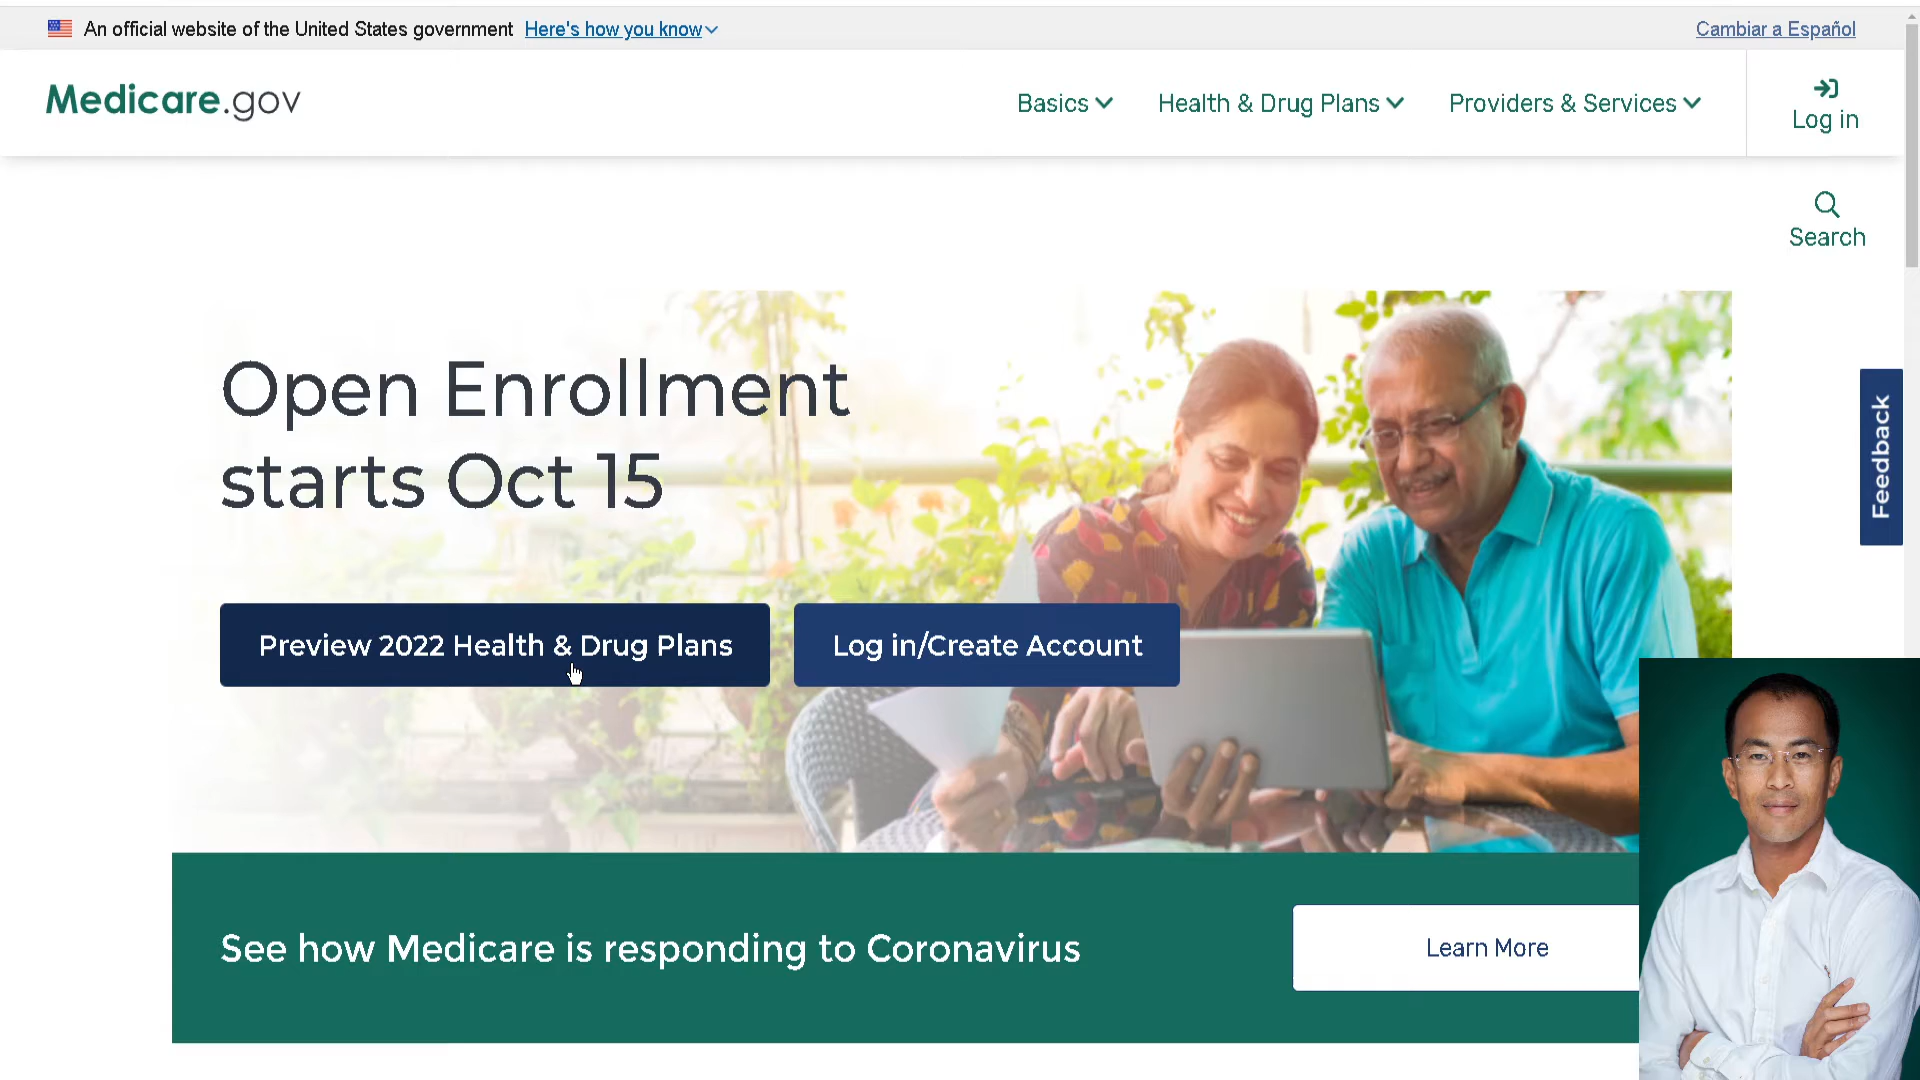 An official website of the United States government Here's how you know
Cambiar a Español
Medicare.gov
Basics
Health & Drug Plans
Providers & Services
Log in
Search
Open Enrollment
starts Oct 15
Feedback
Preview 2022 Health & Drug Plans
Log in/Create Account
See how Medicare is responding to Coronavirus
Learn More